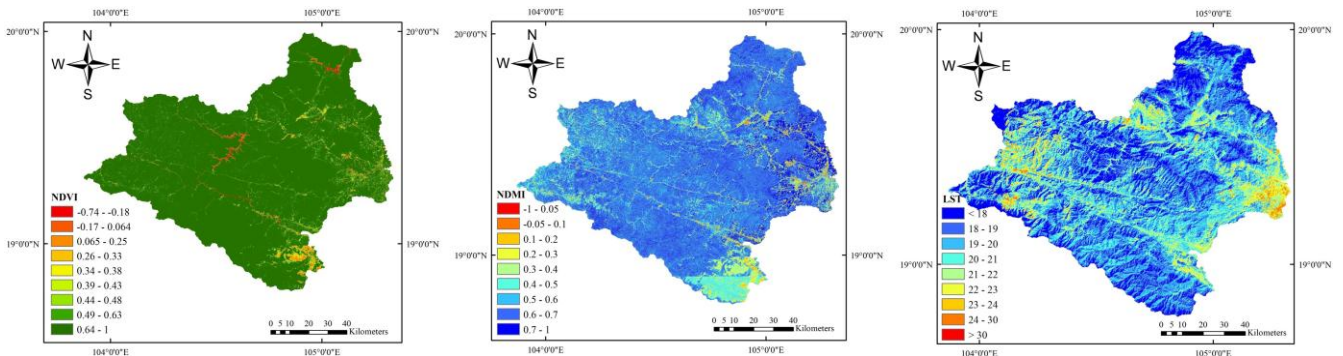 104°0'0"E
105°0'0"E
20°0'0"N
20°0'0"N
N
W E
S
19°0'0"N
19°0'0"N
NDVI
-0.74 - -0.18
-0.17 - 0.064
0.065 - 0.25
0.26 - 0.33
0.34 - 0.38
0.39 - 0.43
0.44 - 0.48
0.49 - 0.63
0.64 - 1
0 5 10 20 30 40
Kilometers
104°0'0"E
105°0'0"E
104°0'0"E
105°0'0"E
20°0'0"N
N
W E
S
19°0'0"N
NDMI
-1 - 0.05
-0.05 - 0.1
0.1 - 0.2
0.2 - 0.3
0.3 - 0.4
0.4 - 0.5
0.5 - 0.6
0.6 - 0.7
0.7 - 1
0 5 10 20 30 40
Kilometers
104°0'0"E
105°0'0"E
104°0'0"E
105°0'0"E
20°0'0"N
20°0'0"N
N
W E
S
19°0'0"N
19°0'0"N
LST
< 18
18 - 19
19 - 20
20 - 21
21 - 22
22 - 23
23 - 24
24 - 30
> 30
0 5 10 20 30 40
Kilometers
104°0'0"E
105°0'0"E